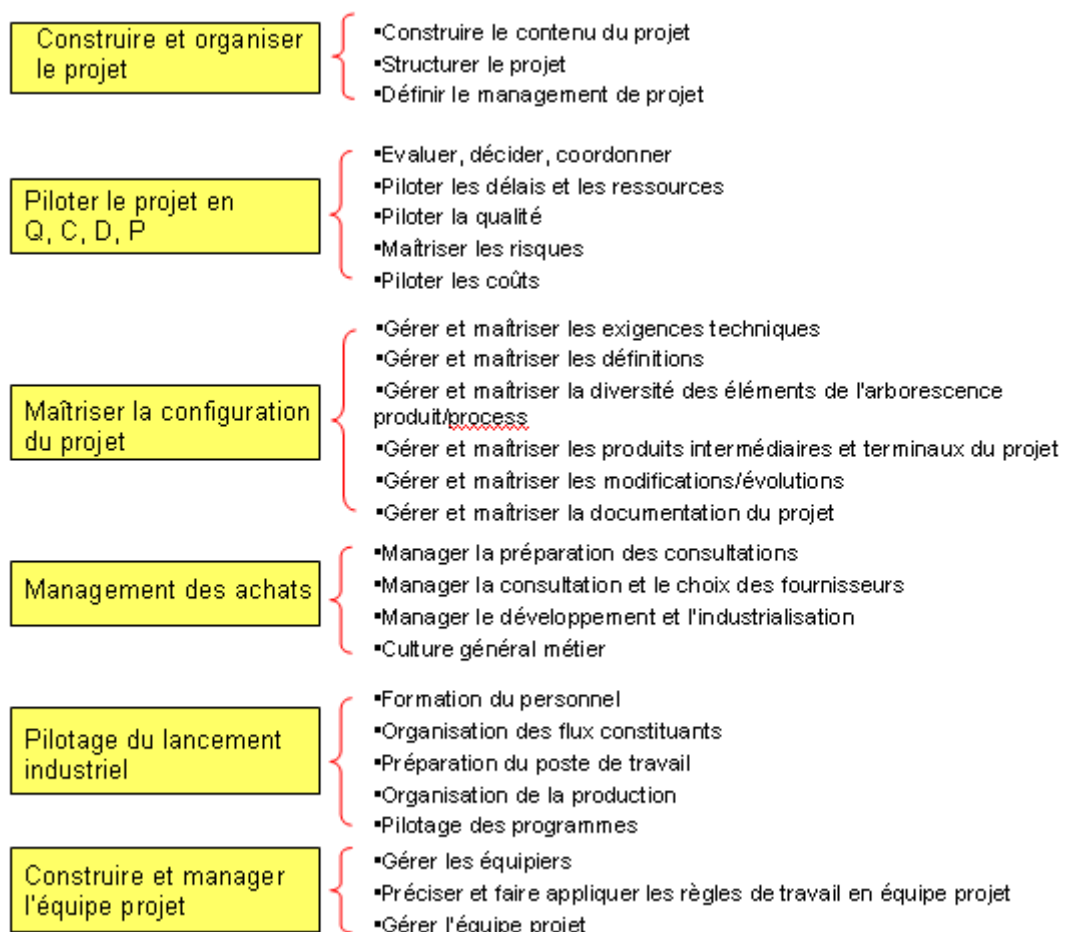 Construire et organiser
le projet
▪Construire le contenu du projet
▪Structurer le projet
▪Définir le management de projet
Piloter le projet en
Q, C, D, P
▪Evaluer, décider, coordonner
▪Piloter les délais et les ressources
▪Piloter la qualité
▪Maîtriser les risques
▪Piloter les coûts
Maîtriser la configuration
du projet
▪Gérer et maîtriser les exigences techniques
▪Gérer et maîtriser les définitions
▪Gérer et maîtriser la diversité des éléments de l'arborescence
produit/process
▪Gérer et maîtriser les produits intermédiaires et terminaux du projet
▪Gérer et maîtriser les modifications/évolutions
▪Gérer et maîtriser la documentation du projet
Management des achats
▪Manager la préparation des consultations
▪Manager la consultation et le choix des fournisseurs
▪Manager le développement et l'industrialisation
▪Culture général métier
Pilotage du lancement
industriel
▪Formation du personnel
▪Organisation des flux constituants
▪Préparation du poste de travail
▪Organisation de la production
▪Pilotage des programmes
Construire et manager
l'équipe projet
▪Gérer les équipiers
▪Préciser et faire appliquer les règles de travail en équipe projet
▪Gérer l'équipe projet